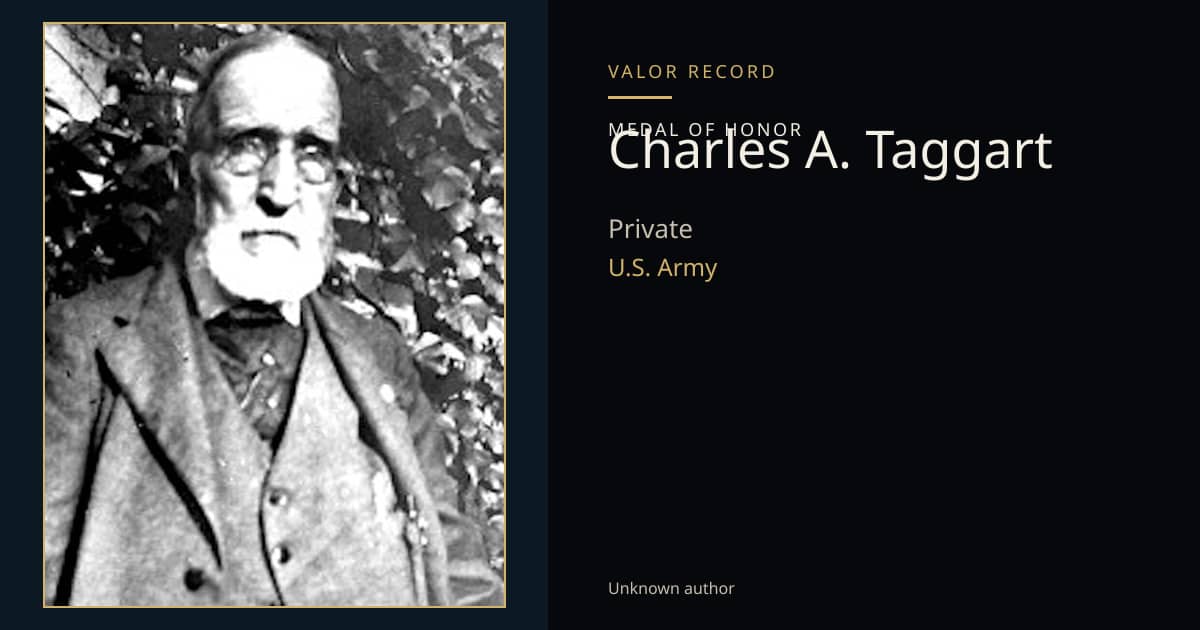 VALOR RECORD
MEDAL OF HONOR
Charles A. Taggart
Private
U.S. Army
Unknown author